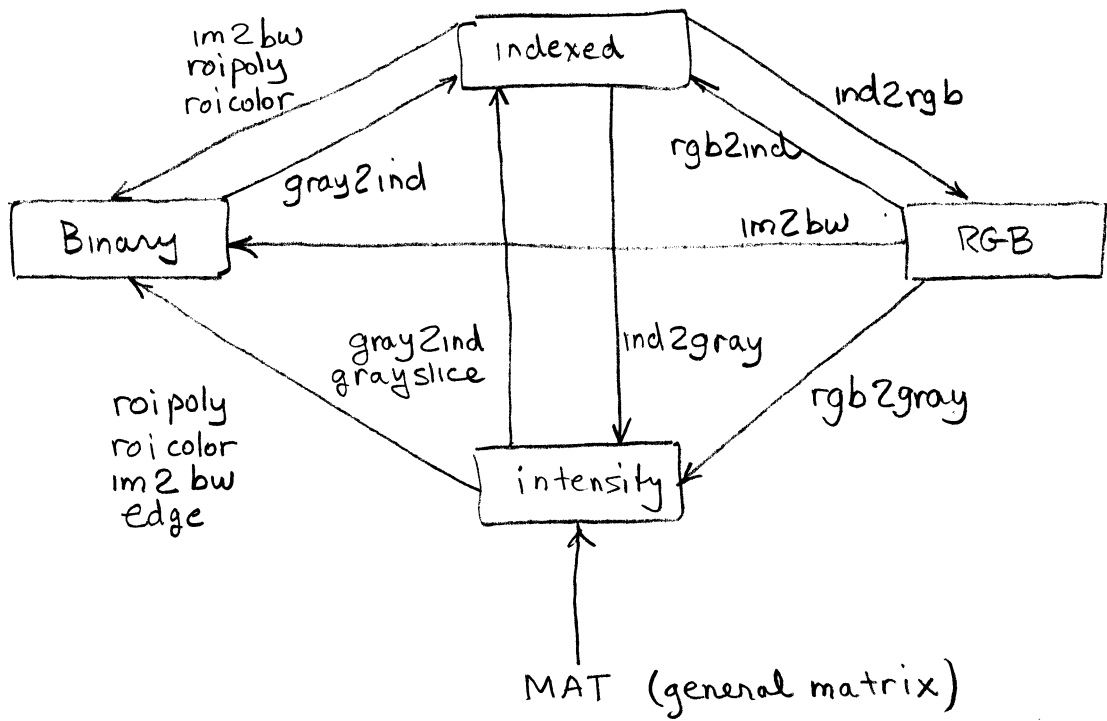 im2bw
roipoly
roicolor
indexed
ind2rgb
rgb2ind
gray2ind
Binary
im2bw
RGB
gray2ind
grayslice
ind2gray
rgb2gray
roipoly
roicolor
im2bw
edge
intensity
MAT (general matrix)